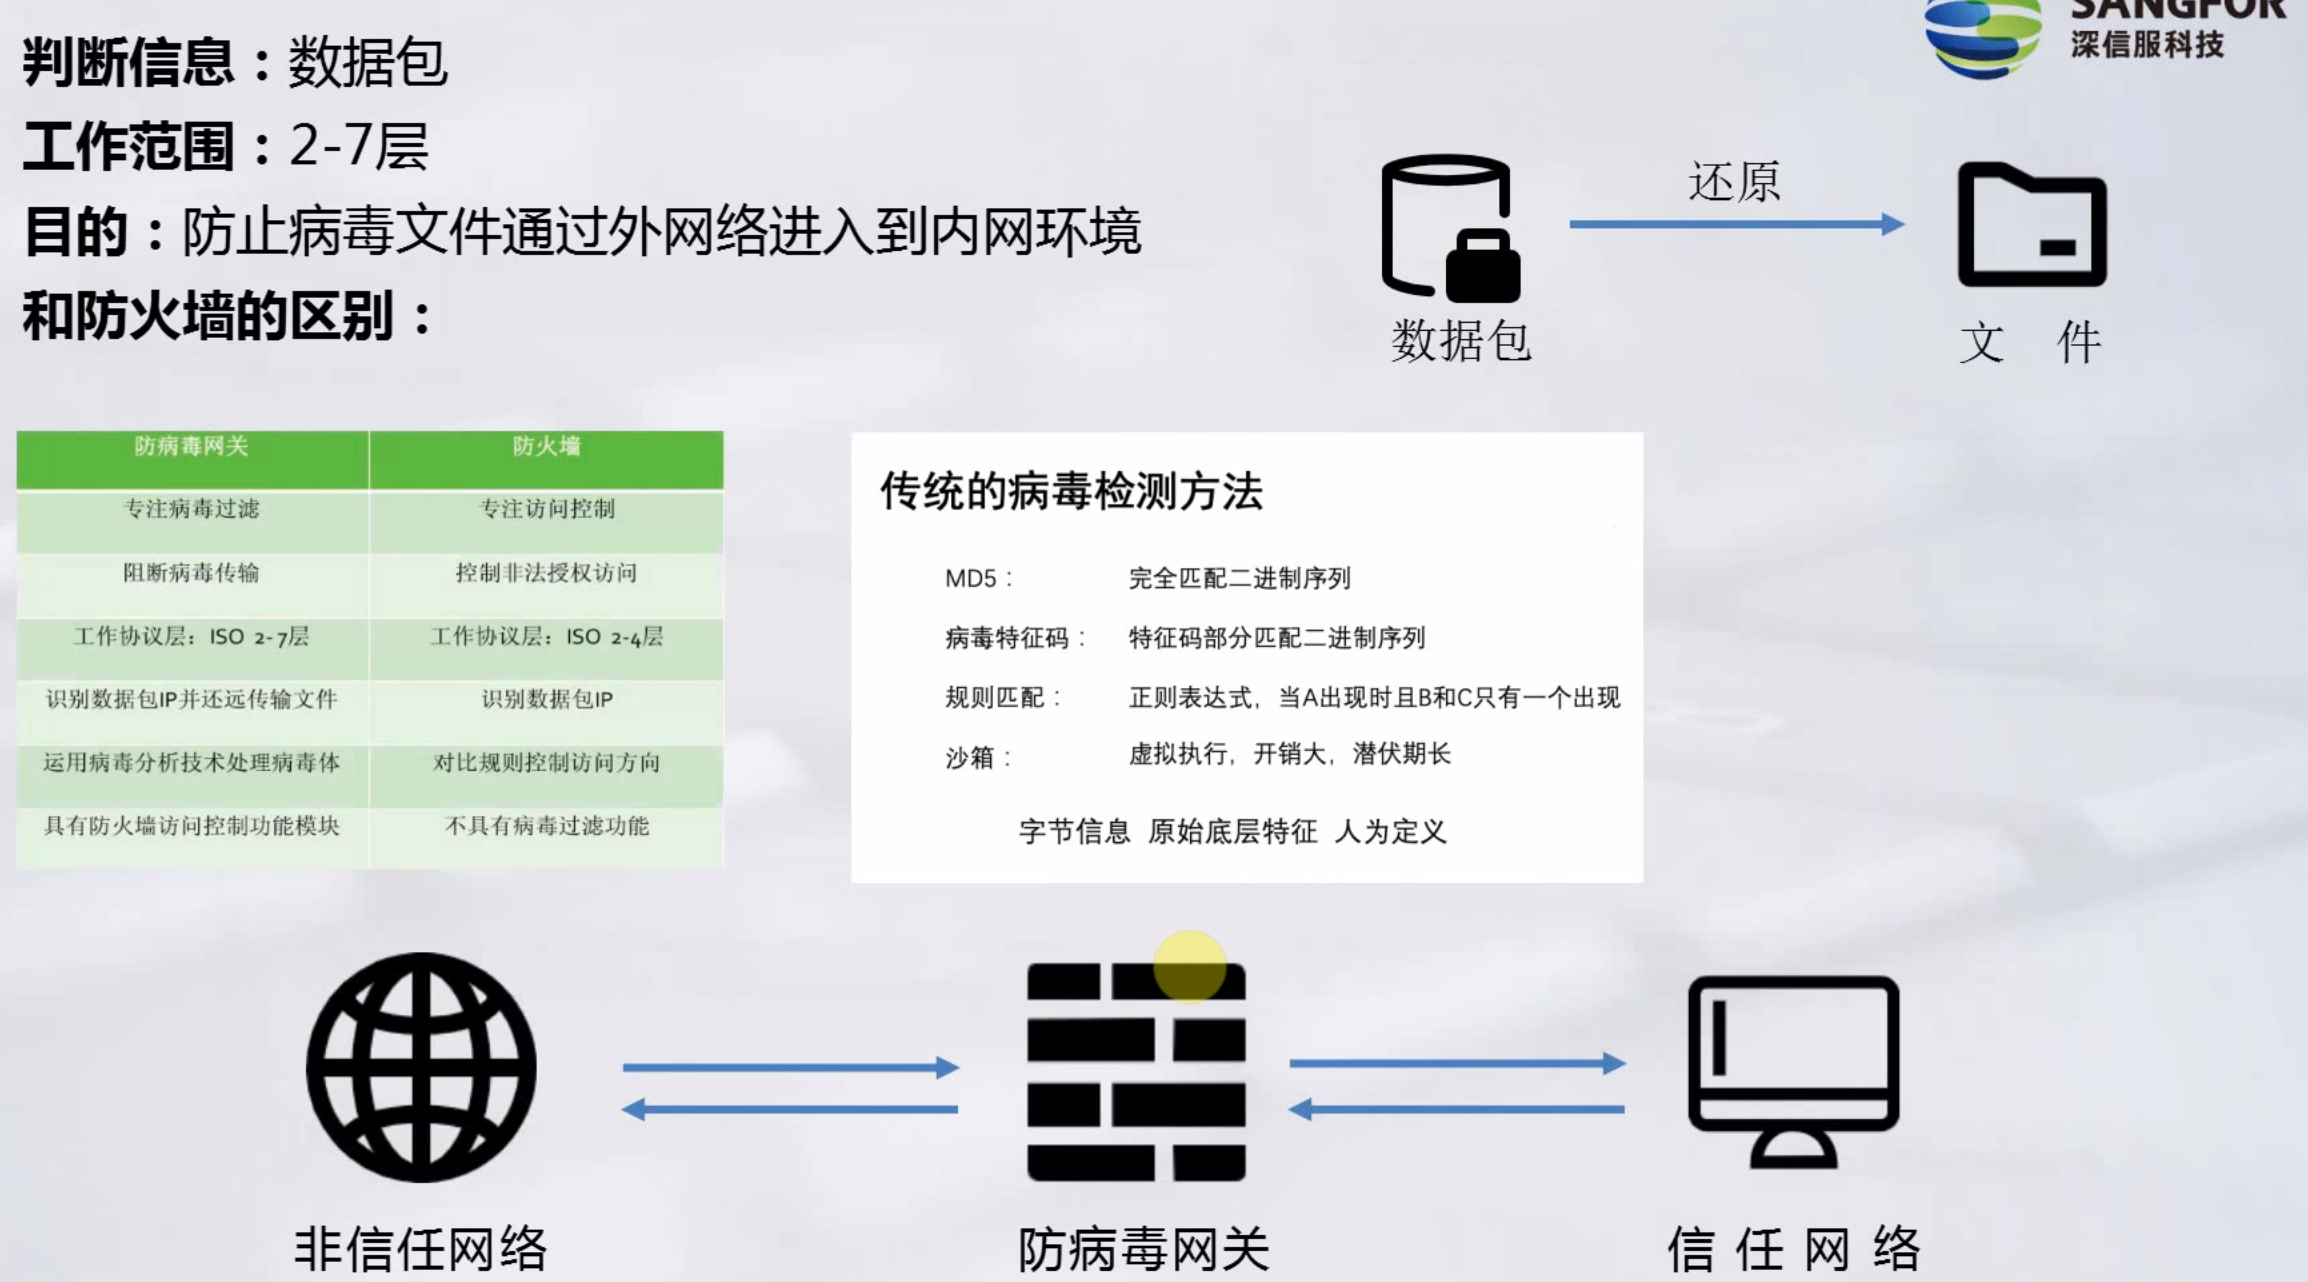 SANGFOR
深信服科技
判断信息：数据包
工作范围：2-7层
目的：防止病毒文件通过外网络进入到内网环境
和防火墙的区别：
还原
数据包
文 件
防病毒网关 防火墙
专注病毒过滤 专注访问控制
阻断病毒传输 控制非法授权访问
工作协议层：ISO 2-7层 工作协议层：ISO 2-4层
识别数据包IP并还远传输文件 识别数据包IP
运用病毒分析技术处理病毒体 对比规则控制访问方向
具有防火墙访问控制功能模块 不具有病毒过滤功能
传统的病毒检测方法
MD5： 完全匹配二进制序列
病毒特征码： 特征码部分匹配二进制序列
规则匹配： 正则表达式，当A出现时且B和C只有一个出现
沙箱： 虚拟执行，开销大，潜伏期长
字节信息 原始底层特征 人为定义
非信任网络
防病毒网关
信 任 网 络